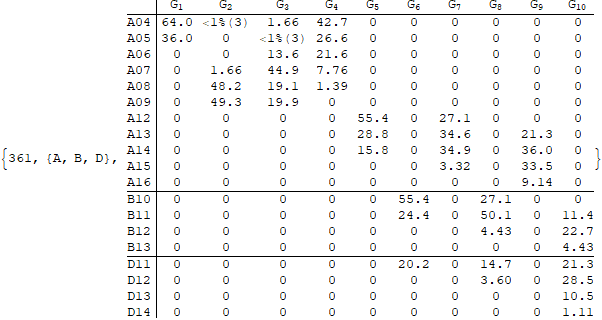 G1 G2 G3 G4 G5 G6 G7 G8 G9 G10
A04 64.0 <1%(3) 1.66 42.7 0 0 0 0 0 0
A05 36.0 0 <1%(3) 26.6 0 0 0 0 0 0
A06 0 0 13.6 21.6 0 0 0 0 0 0
A07 0 1.66 44.9 7.76 0 0 0 0 0 0
A08 0 48.2 19.1 1.39 0 0 0 0 0 0
A09 0 49.3 19.9 0 0 0 0 0 0 0
A12 0 0 0 0 55.4 0 27.1 0 0 0
A13 0 0 0 0 28.8 0 34.6 0 21.3 0
A14 0 0 0 0 15.8 0 34.9 0 36.0 0
{361, {A, B, D}, A15 0 0 0 0 0 0 3.32 0 33.5 0 }
A16 0 0 0 0 0 0 0 0 9.14 0
B10 0 0 0 0 0 55.4 0 27.1 0 0
B11 0 0 0 0 0 24.4 0 50.1 0 11.4
B12 0 0 0 0 0 0 0 4.43 0 22.7
B13 0 0 0 0 0 0 0 0 0 4.43
D11 0 0 0 0 0 20.2 0 14.7 0 21.3
D12 0 0 0 0 0 0 0 3.60 0 28.5
D13 0 0 0 0 0 0 0 0 0 10.5
D14 0 0 0 0 0 0 0 0 0 1.11